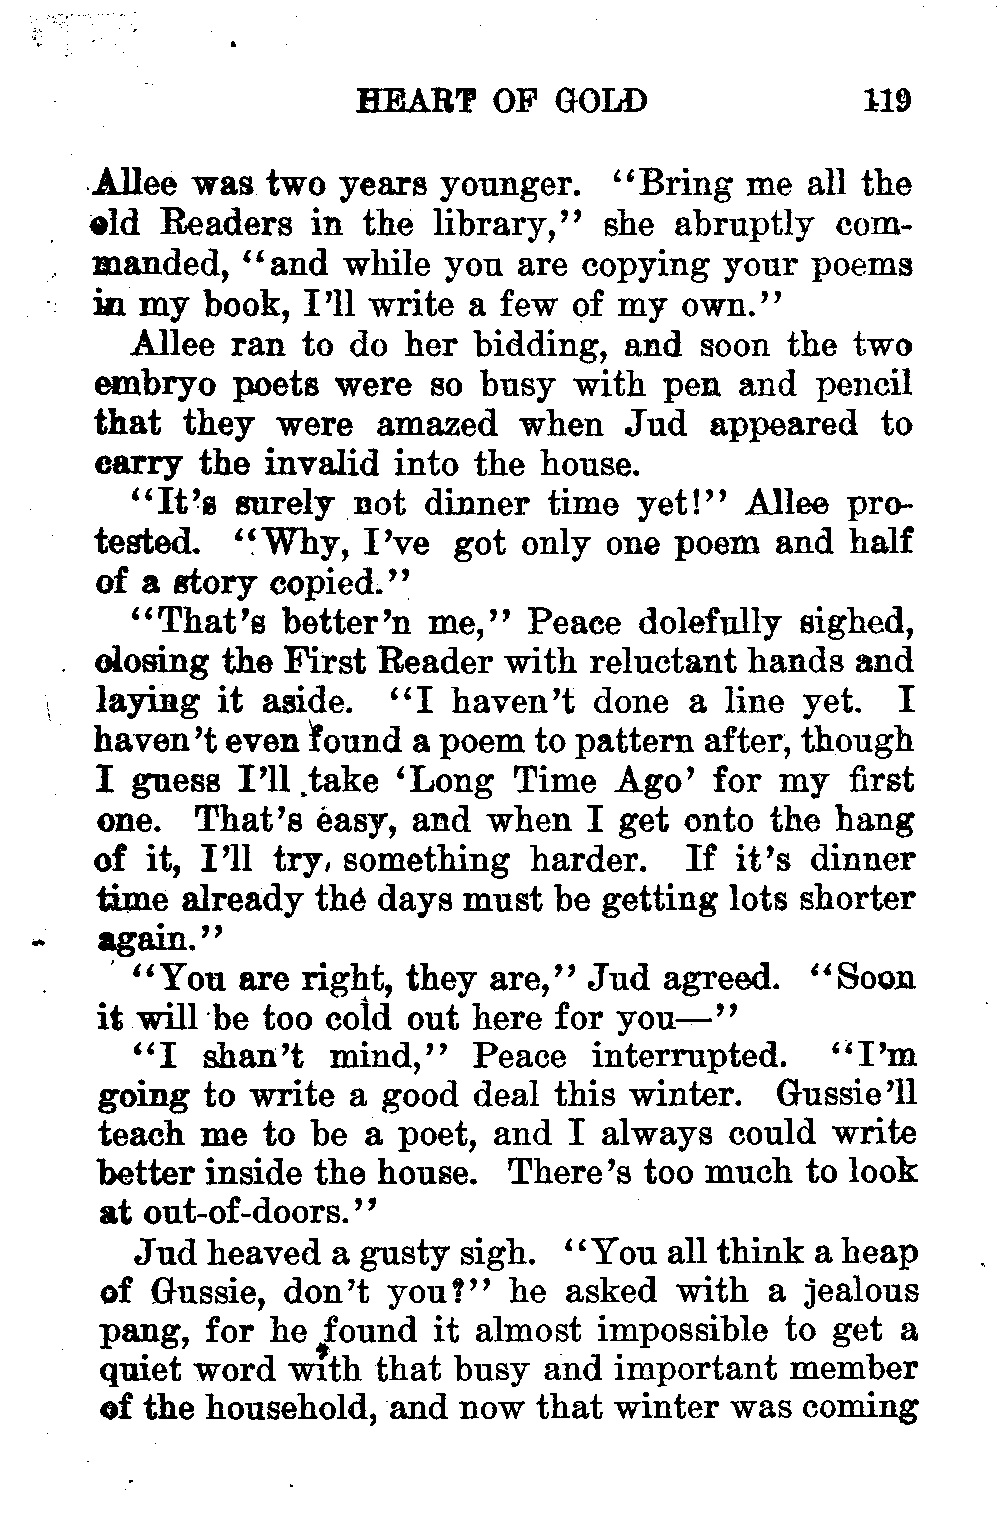 HEART OF GOLD 119
Allee was two years younger. "Bring me all the
old Readers in the library," she abruptly com-
manded, "and while you are copying your poems
in my book, I'll write a few of my own."
Allee ran to do her bidding, and soon the two
embryo poets were so busy with pen and pencil
that they were amazed when Jud appeared to
carry the invalid into the house.
"It's surely not dinner time yet!" Allee pro-
tested. "Why, I've got only one poem and half
of a story copied."
"That's better'n me," Peace dolefully sighed,
closing the First Reader with reluctant hands and
laying it aside. "I haven't done a line yet. I
haven't even found a poem to pattern after, though
I guess I'll take 'Long Time Ago' for my first
one. That's easy, and when I get onto the hang
of it, I'll try, something harder. If it's dinner
time already the days must be getting lots shorter
again."
"You are right, they are," Jud agreed. "Soon
it will be too cold out here for you—"
"I shan't mind," Peace interrupted. "I'm
going to write a good deal this winter. Gussie'll
teach me to be a poet, and I always could write
better inside the house. There's too much to look
at out-of-doors."
Jud heaved a gusty sigh. "You all think a heap
of Gussie, don't you?" he asked with a jealous
pang, for he found it almost impossible to get a
quiet word with that busy and important member
of the household, and now that winter was coming